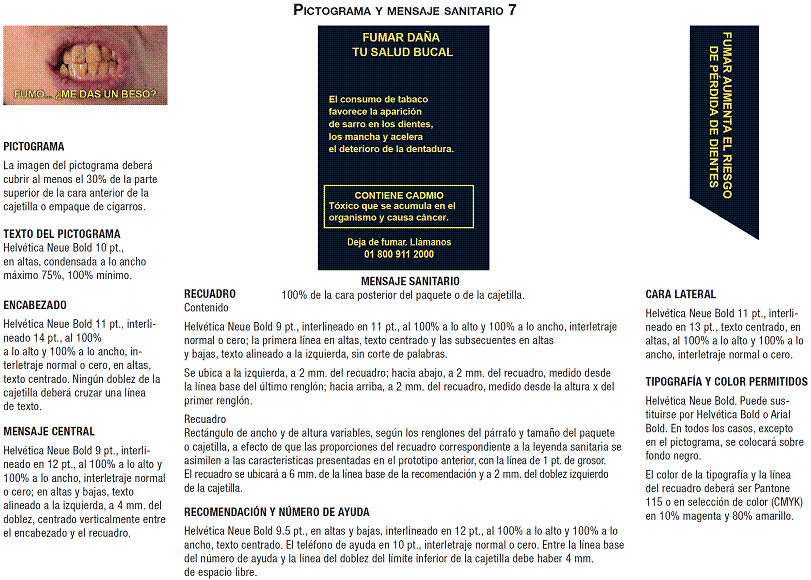 PICTOGRAMA Y MENSAJE SANITARIO 7
FUMO... ¿ME DAS UN BESO?
PICTOGRAMA
La imagen del pictograma deberá
cubrir al menos el 30% de la parte
superior de la cara anterior de la
cajetilla o empaque de cigarros.
TEXTO DEL PICTOGRAMA
Helvética Neue Bold 10 pt.,
en altas, condensada a lo ancho
máximo 75%, 100% mínimo.
ENCABEZADO
Helvética Neue Bold 11 pt., interli-
neado 14 pt., al 100%
a lo alto y 100% a lo ancho, in-
terletraje normal o cero, en altas,
texto centrado. Ningún doblez de la
cajetilla deberá cruzar una línea
de texto.
MENSAJE CENTRAL
Helvética Neue Bold 9 pt., interli-
neado en 12 pt., al 100% a lo alto y
100% a lo ancho, interletraje normal
o cero; en altas y bajas, texto
alineado a la izquierda, a 4 mm. del
doblez, centrado verticalmente entre
el encabezado y el recuadro.
FUMAR DAÑA
TU SALUD BUCAL
El consumo de tabaco
favorece la aparición
de sarro en los dientes,
los mancha y acelera
el deterioro de la dentadura.
CONTIENE CADMIO
Tóxico que se acumula en el
organismo y causa cáncer.
Deja de fumar. Llámanos
01 800 911 2000
MENSAJE SANITARIO
100% de la cara posterior del paquete o de la cajetilla.
RECUADRO
Contenido
Helvética Neue Bold 9 pt., interlineado en 11 pt., al 100% a lo alto y 100% a lo ancho, interletraje
normal o cero; la primera línea en altas, texto centrado y las subsecuentes en altas
y bajas, texto alineado a la izquierda, sin corte de palabras.
Se ubica a la izquierda, a 2 mm. del recuadro; hacia abajo, a 2 mm. del recuadro, medido desde
la línea base del último renglón; hacia arriba, a 2 mm. del recuadro, medido desde la altura x del
primer renglón.
Recuadro
Rectángulo de ancho y de altura variables, según los renglones del párrafo y tamaño del paquete
o cajetilla, a efecto de que las proporciones del recuadro correspondiente a la leyenda sanitaria se
asimilen a las características presentadas en el prototipo anterior, con la línea de 1 pt. de grosor.
El recuadro se ubicará a 6 mm. de la línea base de la recomendación y a 2 mm. del doblez izquierdo
de la cajetilla.
RECOMENDACIÓN Y NÚMERO DE AYUDA
Helvética Neue Bold 9.5 pt., en altas y bajas, interlineado en 12 pt., al 100% a lo alto y 100% a lo
ancho, texto centrado. El teléfono de ayuda en 10 pt., interletraje normal o cero. Entre la línea base
del número de ayuda y la línea del doblez del límite inferior de la cajetilla debe haber 4 mm.
de espacio libre.
FUMAR AUMENTA EL RIESGO
DE PÉRDIDA DE DIENTES
CARA LATERAL
Helvética Neue Bold 11 pt., interli-
neado en 13 pt., texto centrado, en
altas, al 100% a lo alto y 100% a lo
ancho, interletraje normal o cero.
TIPOGRAFÍA Y COLOR PERMITIDOS
Helvética Neue Bold. Puede sus-
tituirse por Helvética Bold o Arial
Bold. En todos los casos, excepto
en el pictograma, se colocará sobre
fondo negro.
El color de la tipografía y la línea
del recuadro deberá ser Pantone
115 o en selección de color (CMYK)
en 10% magenta y 80% amarillo.